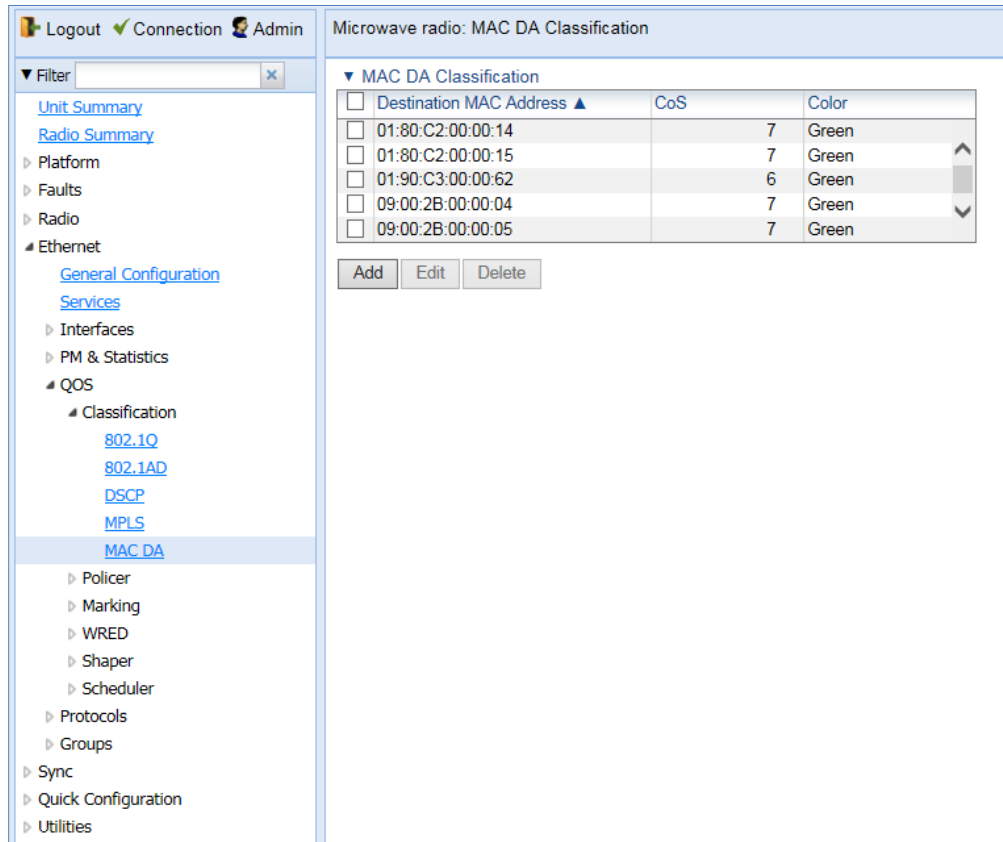 Logout Connection Admin
Microwave radio: MAC DA Classification
▼ Filter
Unit Summary
Radio Summary
Platform
Faults
Radio
Ethernet
General Configuration
Services
Interfaces
PM & Statistics
QOS
Classification
802.1Q
802.1AD
DSCP
MPLS
MAC DA
Policer
Marking
WRED
Shaper
Scheduler
Protocols
Groups
Sync
Quick Configuration
Utilities
▼ MAC DA Classification
Destination MAC Address ▲ CoS Color
01:80:C2:00:00:14 7 Green
01:80:C2:00:00:15 7 Green
01:90:C3:00:00:62 6 Green
09:00:2B:00:00:04 7 Green
09:00:2B:00:00:05 7 Green
Add Edit Delete